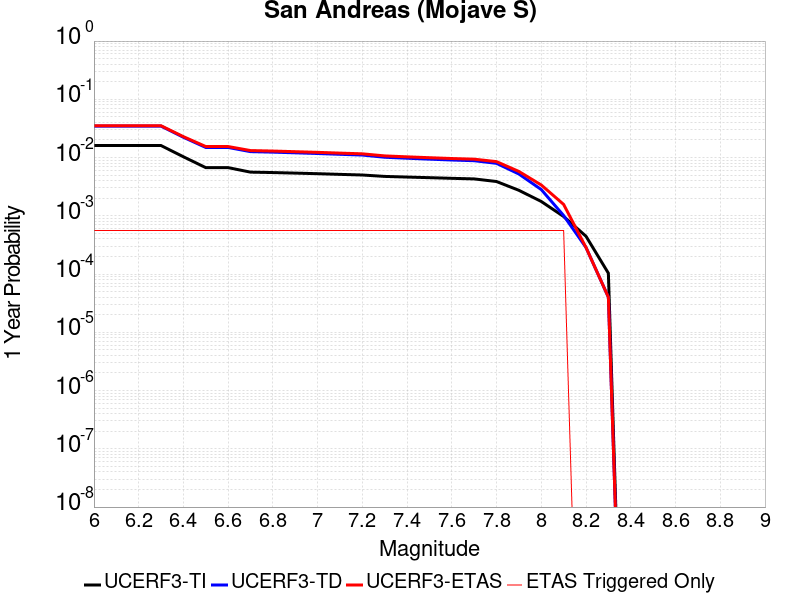 San Andreas (Mojave S)
10^0
10^-1
10^-2
10^-3
10^-4
10^-5
10^-6
10^-7
10^-8
1 Year Probability
6 6.2 6.4 6.6 6.8 7 7.2 7.4 7.6 7.8 8 8.2 8.4 8.6 8.8 9
Magnitude
UCERF3-TI UCERF3-TD UCERF3-ETAS ETAS Triggered Only